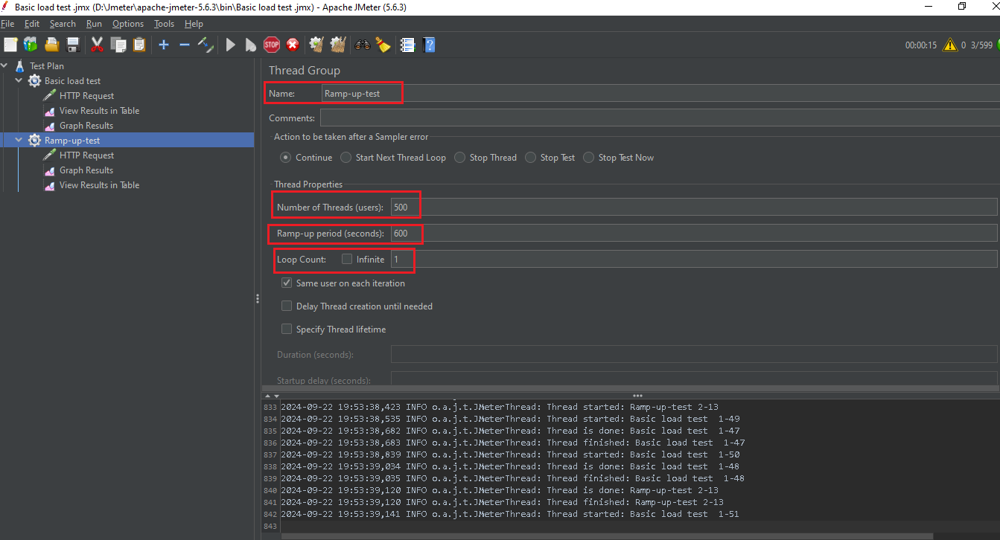 Basic load test .jmx (D:\Jmeter\apache-jmeter-5.6.3\bin\Basic load test .jmx) - Apache JMeter (5.6.3)
File Edit Search Run Options Tools Help
STOP 00:00:15 0 3/599
Test Plan
Basic load test
HTTP Request
View Results in Table
Graph Results
Ramp-up-test
HTTP Request
Graph Results
View Results in Table
Thread Group
Name: Ramp-up-test
Comments:
Action to be taken after a Sampler error
Continue Start Next Thread Loop Stop Thread Stop Test Stop Test Now
Thread Properties
Number of Threads (users): 500
Ramp-up period (seconds): 600
Loop Count: Infinite 1
Same user on each iteration
Delay Thread creation until needed
Specify Thread lifetime
Duration (seconds):
Startup delay (seconds):
833 2024-09-22 19:53:38,423 INFO o.a.j.t.JMeterThread: Thread started: Ramp-up-test 2-13
834 2024-09-22 19:53:38,535 INFO o.a.j.t.JMeterThread: Thread started: Basic load test  1-49
835 2024-09-22 19:53:38,682 INFO o.a.j.t.JMeterThread: Thread is done: Basic load test  1-47
836 2024-09-22 19:53:38,683 INFO o.a.j.t.JMeterThread: Thread finished: Basic load test  1-47
837 2024-09-22 19:53:38,839 INFO o.a.j.t.JMeterThread: Thread started: Basic load test  1-50
838 2024-09-22 19:53:39,034 INFO o.a.j.t.JMeterThread: Thread is done: Basic load test  1-48
839 2024-09-22 19:53:39,035 INFO o.a.j.t.JMeterThread: Thread finished: Basic load test  1-48
840 2024-09-22 19:53:39,120 INFO o.a.j.t.JMeterThread: Thread is done: Ramp-up-test 2-13
841 2024-09-22 19:53:39,120 INFO o.a.j.t.JMeterThread: Thread finished: Ramp-up-test 2-13
842 2024-09-22 19:53:39,141 INFO o.a.j.t.JMeterThread: Thread started: Basic load test  1-51
843